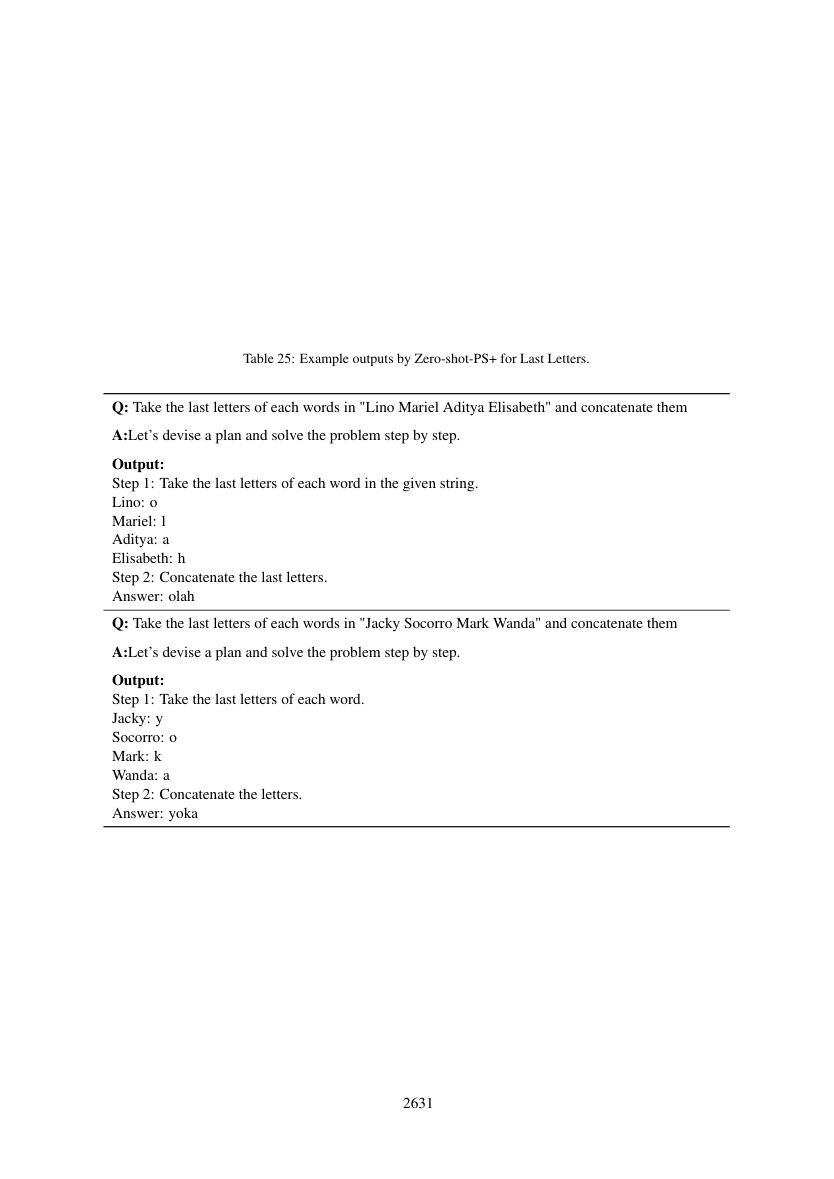 Table 25: Example outputs by Zero-shot-PS+ for Last Letters.
Q: Take the last letters of each words in "Lino Mariel Aditya Elisabeth" and concatenate them
A:Let's devise a plan and solve the problem step by step.
Output:
Step 1: Take the last letters of each word in the given string.
Lino: o
Mariel: l
Aditya: a
Elisabeth: h
Step 2: Concatenate the last letters.
Answer: olah
Q: Take the last letters of each words in "Jacky Socorro Mark Wanda" and concatenate them
A:Let's devise a plan and solve the problem step by step.
Output:
Step 1: Take the last letters of each word.
Jacky: y
Socorro: o
Mark: k
Wanda: a
Step 2: Concatenate the letters.
Answer: yoka
2631